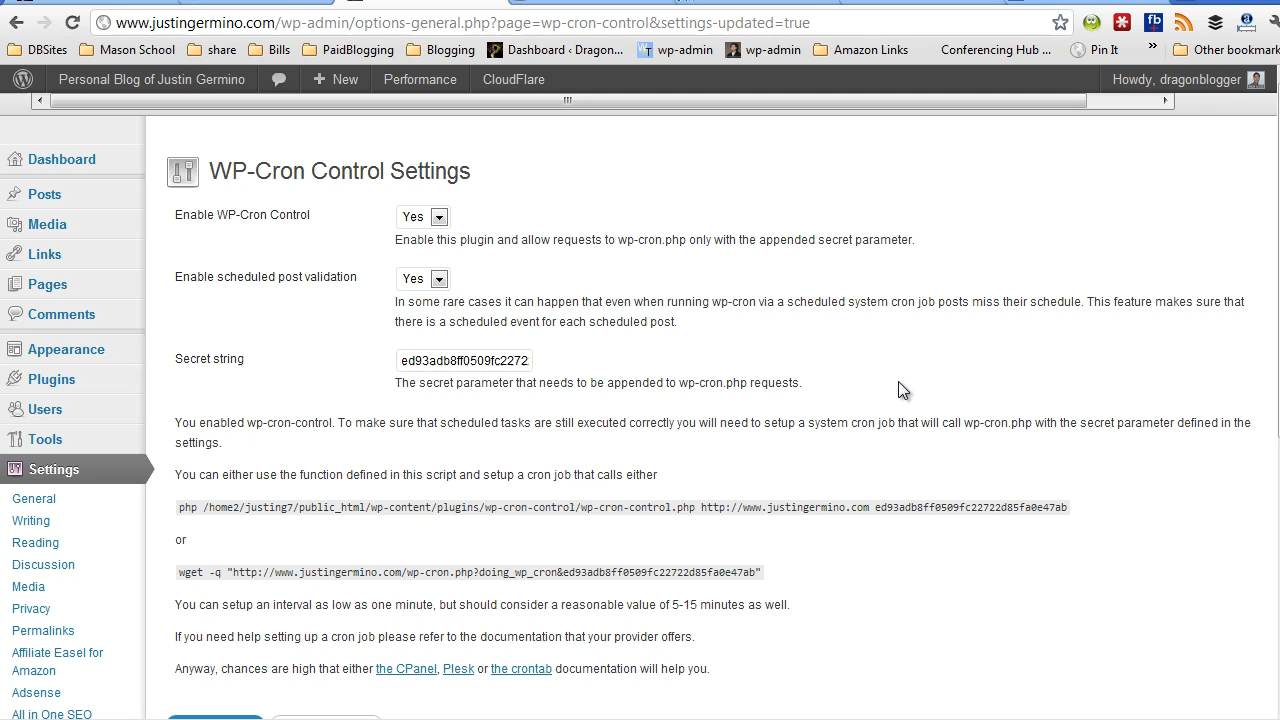 www.justingermino.com/wp-admin/options-general.php?page=wp-cron-control&settings-updated=true
DBSites Mason School share Bills PaidBlogging Blogging Dashboard ‹ Dragon... wp-admin wp-admin Amazon Links Conferencing Hub ... Pin It » Other bookmark
Personal Blog of Justin Germino + New Performance CloudFlare Howdy, dragonblogger
Dashboard
Posts
Media
Links
Pages
Comments
Appearance
Plugins
Users
Tools
Settings
General
Writing
Reading
Discussion
Media
Privacy
Permalinks
Affiliate Easel for
Amazon
Adsense
All in One SEO
WP-Cron Control Settings
Enable WP-Cron Control Yes
Enable this plugin and allow requests to wp-cron.php only with the appended secret parameter.
Enable scheduled post validation Yes
In some rare cases it can happen that even when running wp-cron via a scheduled system cron job posts miss their schedule. This feature makes sure that
there is a scheduled event for each scheduled post.
Secret string ed93adb8ff0509fc2272
The secret parameter that needs to be appended to wp-cron.php requests.
You enabled wp-cron-control. To make sure that scheduled tasks are still executed correctly you will need to setup a system cron job that will call wp-cron.php with the secret parameter defined in the
settings.
You can either use the function defined in this script and setup a cron job that calls either
php /home2/justing7/public_html/wp-content/plugins/wp-cron-control/wp-cron-control.php http://www.justingermino.com ed93adb8ff0509fc22722d85fa0e47ab
or
wget -q "http://www.justingermino.com/wp-cron.php?doing_wp_cron&ed93adb8ff0509fc22722d85fa0e47ab"
You can setup an interval as low as one minute, but should consider a reasonable value of 5-15 minutes as well.
If you need help setting up a cron job please refer to the documentation that your provider offers.
Anyway, chances are high that either the CPanel, Plesk or the crontab documentation will help you.